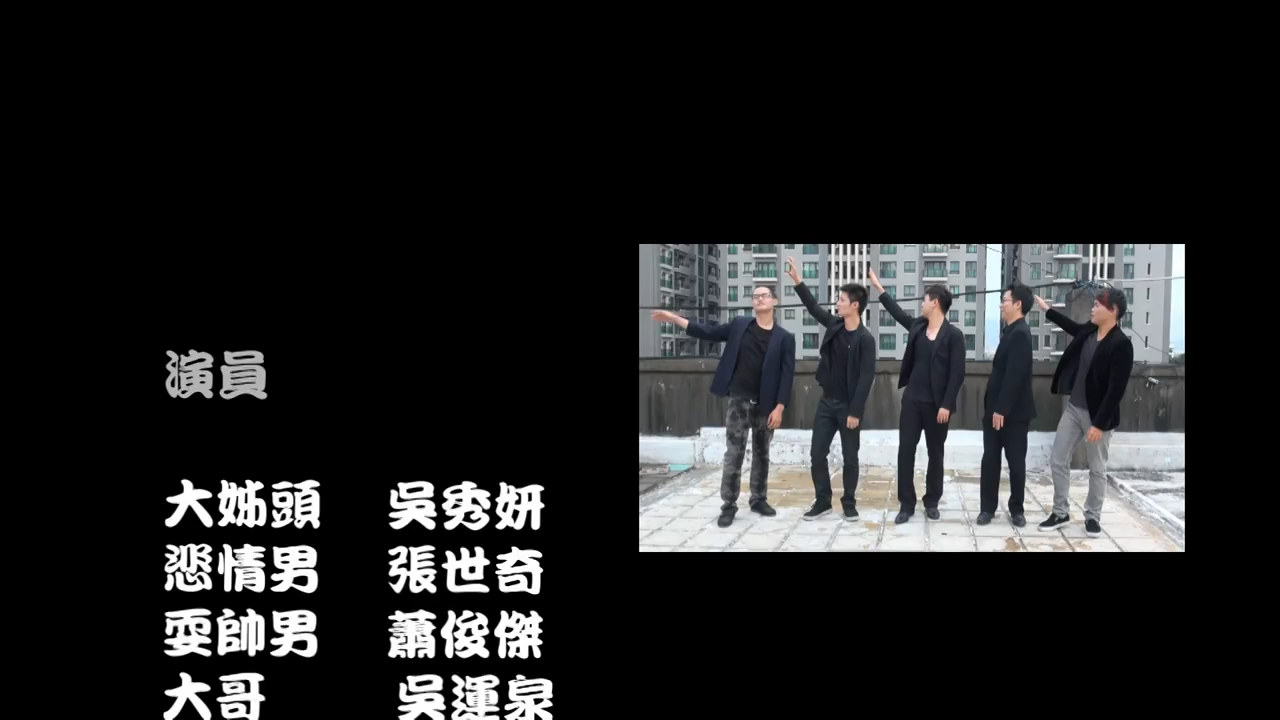 演員
大姊頭 吳秀妍
悲情男 張世奇
耍帥男 蕭俊傑
大哥 吳運泉